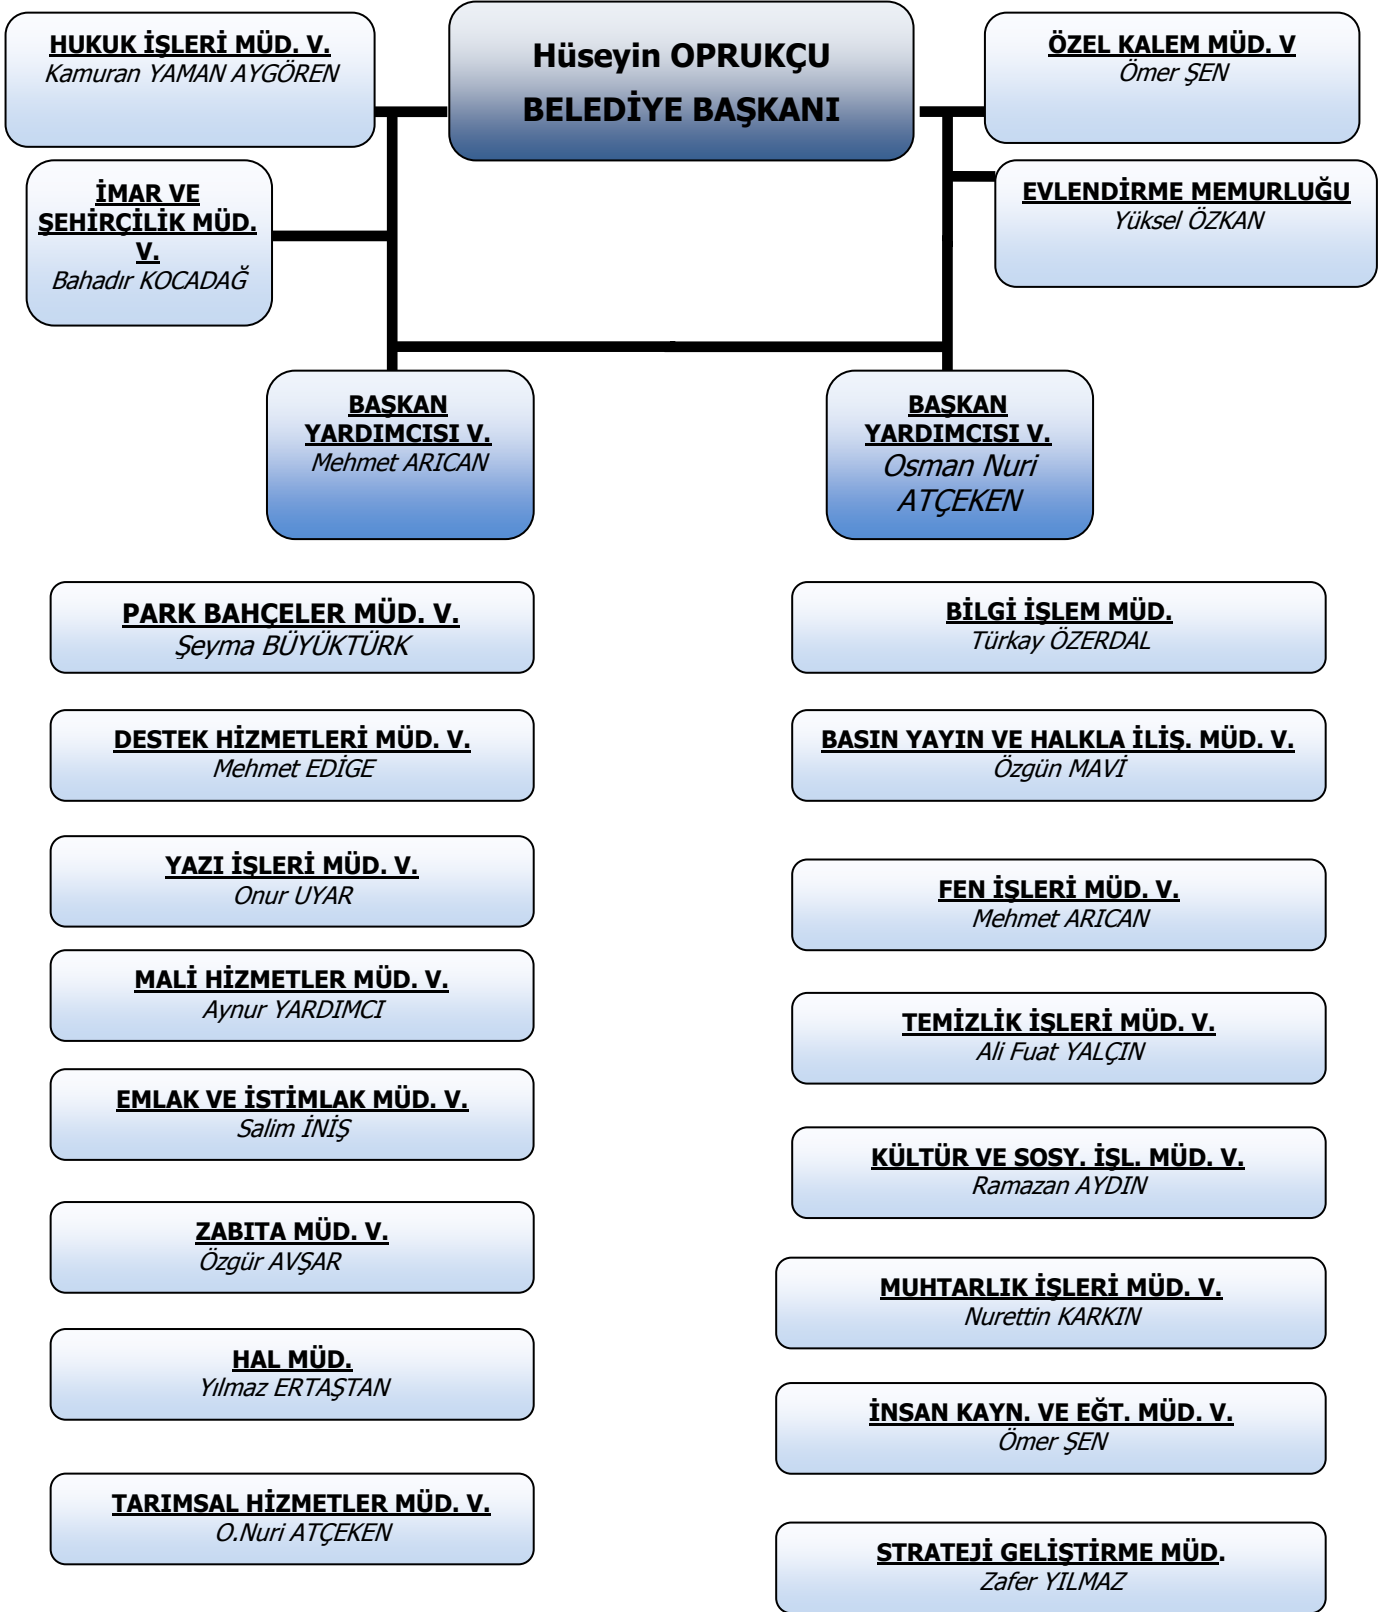 HUKUK İŞLERİ MÜD. V.
Kamuran YAMAN AYGÖREN
Hüseyin OPRUKÇU
BELEDİYE BAŞKANI
ÖZEL KALEM MÜD. V
Ömer ŞEN
İMAR VE
ŞEHİRÇİLİK MÜD.
V.
Bahadır KOCADAĞ
EVLENDİRME MEMURLUĞU
Yüksel ÖZKAN
BAŞKAN
YARDIMCISI V.
Mehmet ARICAN
BAŞKAN
YARDIMCISI V.
Osman Nuri
ATÇEKEN
PARK BAHÇELER MÜD. V.
Şeyma BÜYÜKTÜRK
DESTEK HİZMETLERİ MÜD. V.
Mehmet EDİGE
YAZI İŞLERİ MÜD. V.
Onur UYAR
MALİ HİZMETLER MÜD. V.
Aynur YARDIMCI
EMLAK VE İSTİMLAK MÜD. V.
Salim İNİŞ
ZABITA MÜD. V.
Özgür AVŞAR
HAL MÜD.
Yılmaz ERTAŞTAN
TARIMSAL HİZMETLER MÜD. V.
O.Nuri ATÇEKEN
BİLGİ İŞLEM MÜD.
Türkay ÖZERDAL
BASIN YAYIN VE HALKLA İLİŞ. MÜD. V.
Özgün MAVİ
FEN İŞLERİ MÜD. V.
Mehmet ARICAN
TEMİZLİK İŞLERİ MÜD. V.
Ali Fuat YALÇIN
KÜLTÜR VE SOSY. İŞL. MÜD. V.
Ramazan AYDIN
MUHTARLIK İŞLERİ MÜD. V.
Nurettin KARKIN
İNSAN KAYN. VE EĞT. MÜD. V.
Ömer ŞEN
STRATEJİ GELİŞTİRME MÜD.
Zafer YILMAZ